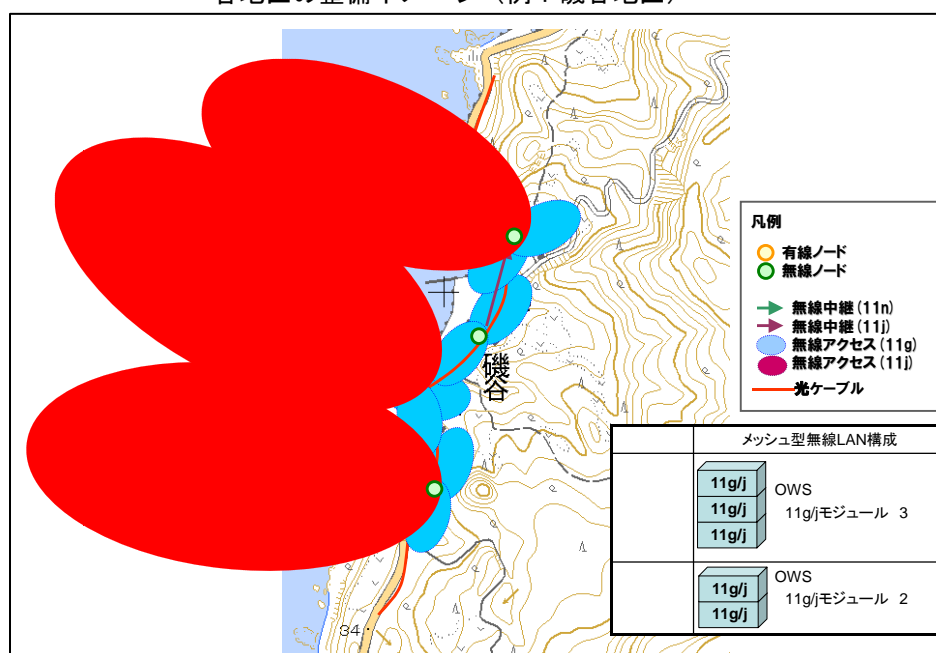 凡例
有線ノード
無線ノード
無線中継(11n)
無線中継(11j)
無線アクセス(11g)
無線アクセス(11j)
光ケーブル
磯谷
メッシュ型無線LAN構成
11g/j
11g/j
11g/j
OWS
11g/jモジュール 3
11g/j
11g/j
OWS
11g/jモジュール 2
34